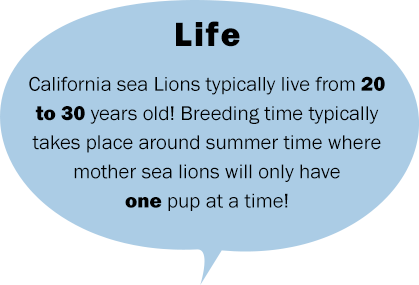 Life
California sea Lions typically live from 20
to 30 years old! Breeding time typically
takes place around summer time where
mother sea lions will only have
one pup at a time!